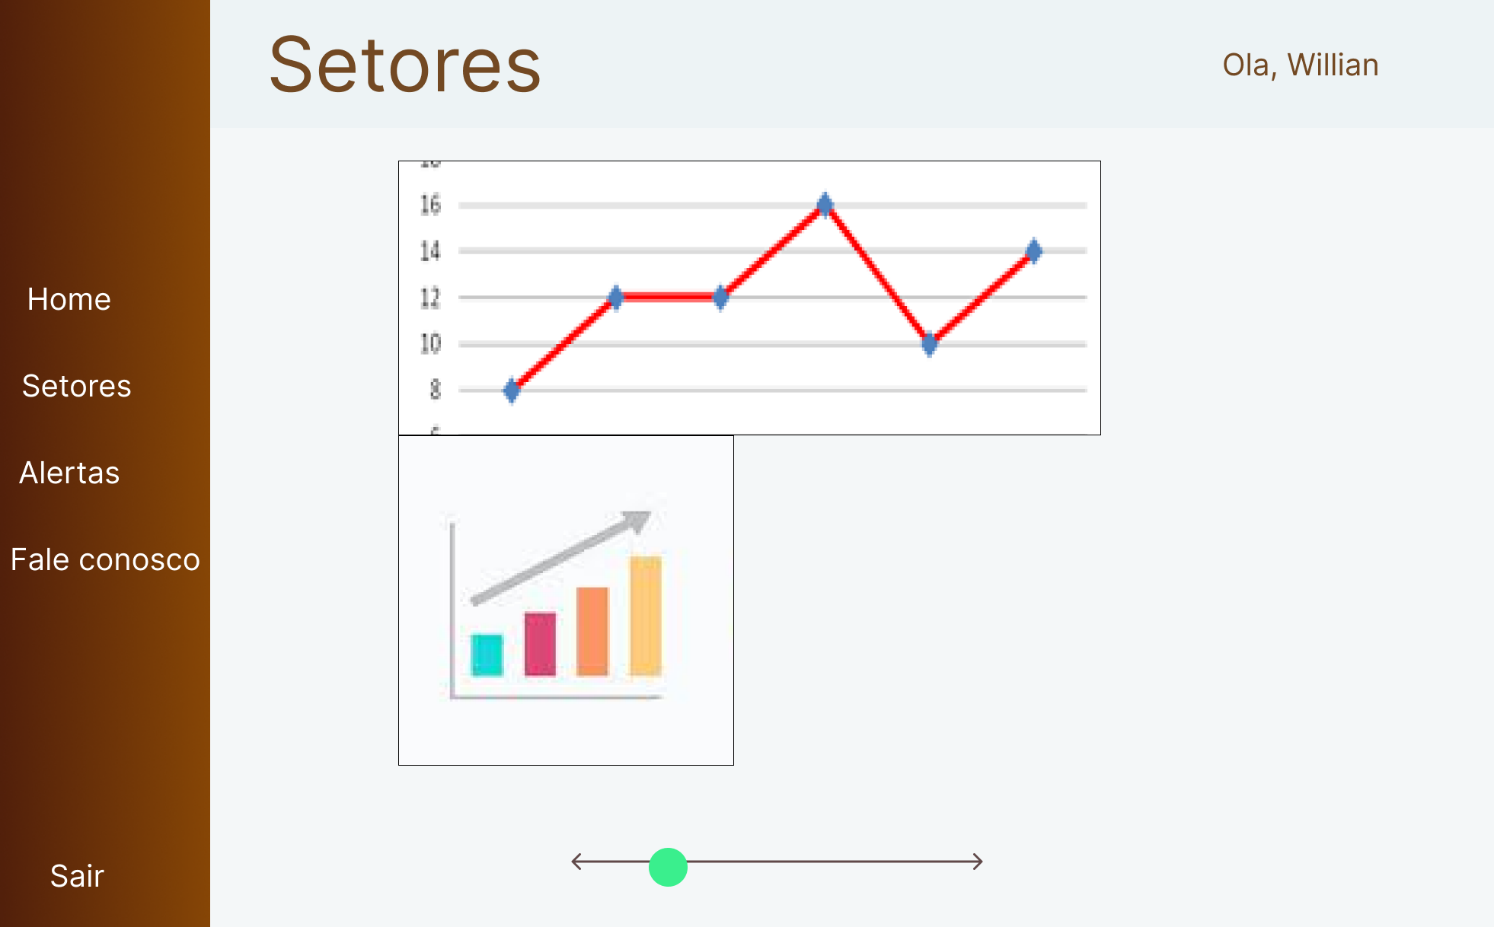 Setores
Ola, Willian
16
14
12
10
8
Home
Setores
Alertas
Fale conosco
Sair